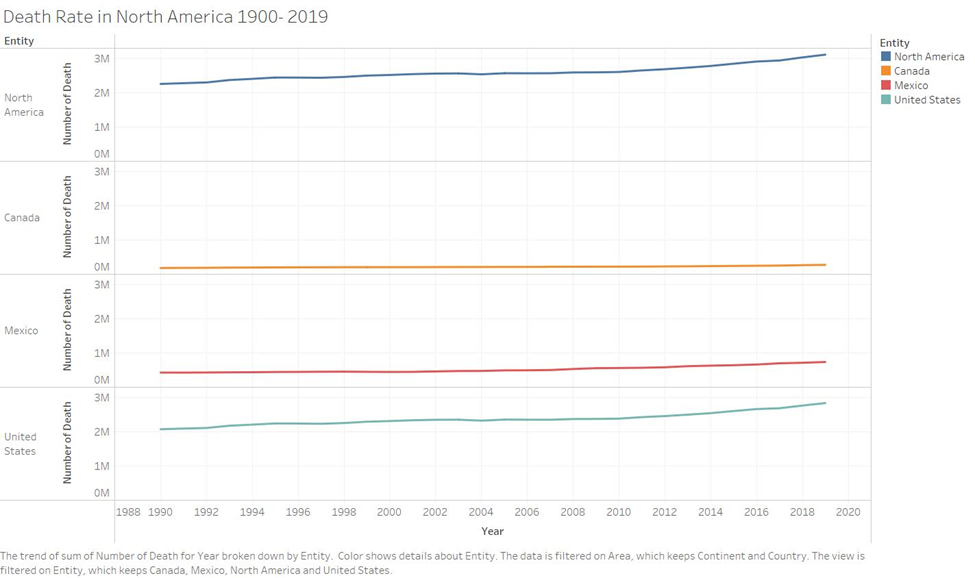 Death Rate in North America 1900- 2019
Entity
North
America
Number of Death
3M
2M
1M
0M
Canada
Number of Death
3M
2M
1M
0M
Mexico
Number of Death
3M
2M
1M
0M
United
States
Number of Death
3M
2M
1M
0M
1988 1990 1992 1994 1996 1998 2000 2002 2004 2006 2008 2010 2012 2014 2016 2018 2020
Year
Entity
North America
Canada
Mexico
United States
The trend of sum of Number of Death for Year broken down by Entity.  Color shows details about Entity. The data is filtered on Area, which keeps Continent and Country. The view is
filtered on Entity, which keeps Canada, Mexico, North America and United States.